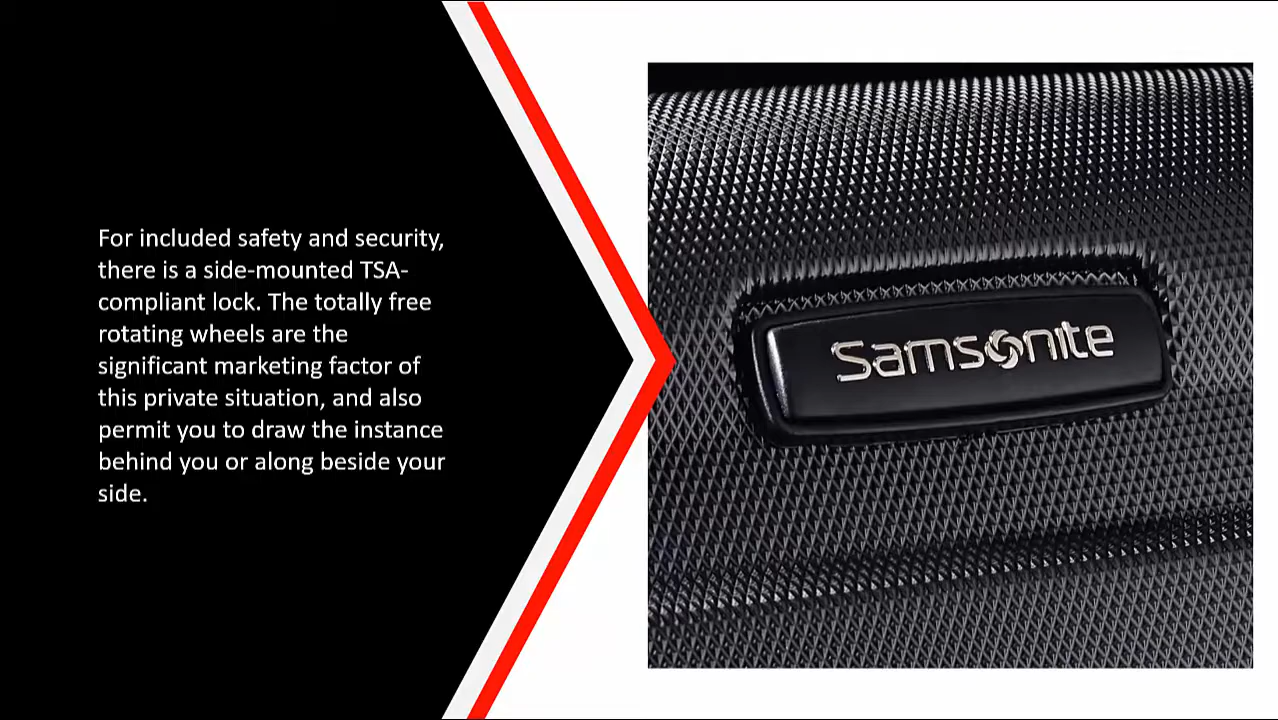 For included safety and security,
there is a side-mounted TSA-
compliant lock. The totally free
rotating wheels are the
significant marketing factor of
this private situation, and also
permit you to draw the instance
behind you or along beside your
side.
Samsonite